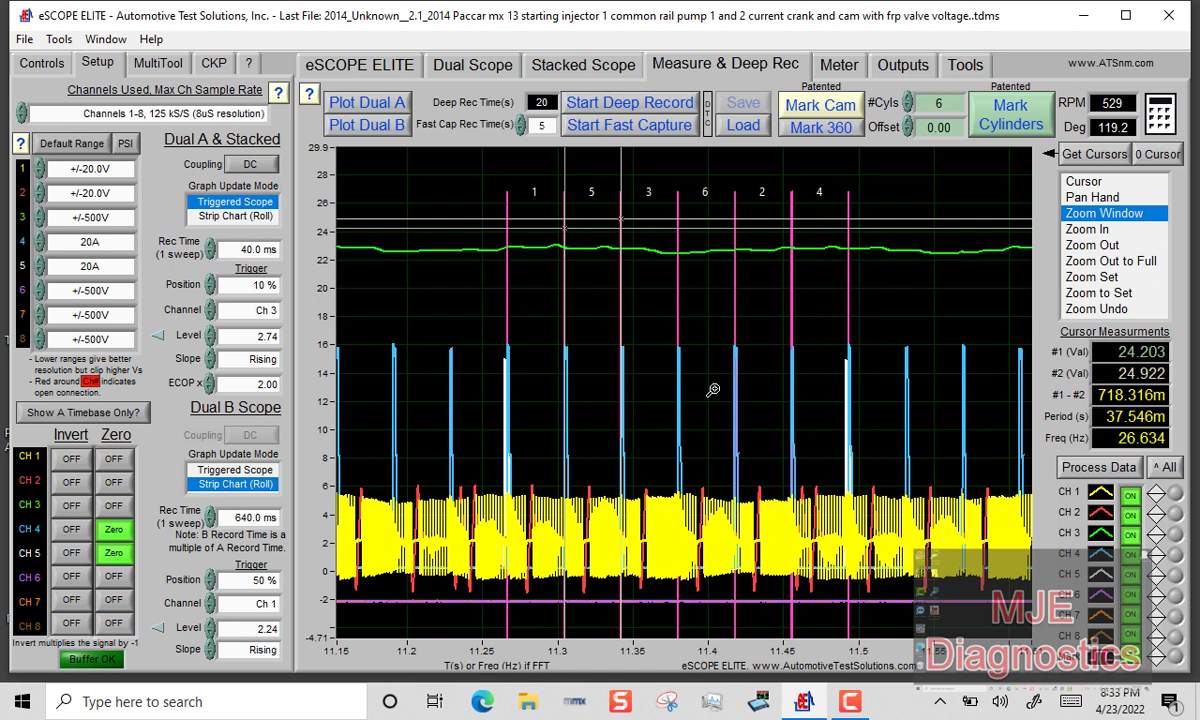 eSCOPE ELITE - Automotive Test Solutions, Inc. - Last File: 2014_Unknown__2.1_2014 Paccar mx 13 starting injector 1 common rail pump 1 and 2 current crank and cam with frp valve voltage..tdms
File Tools Window Help
Controls Setup MultiTool CKP ?
eSCOPE ELITE Dual Scope Stacked Scope Measure & Deep Rec Meter Outputs Tools www.ATSnm.com
Channels Used, Max Ch Sample Rate ?
Channels 1-8, 125 kS/S (8uS resolution)
? Default Range PSI
1 +/-20.0V
2 +/-20.0V
3 +/-500V
4 20A
5 20A
6 +/-500V
7 +/-500V
8 +/-500V
- Lower ranges give better
resolution but clip higher Vs
- Red around Ch# indicates
open connection.
Show A Timebase Only?
Invert Zero
CH 1 OFF OFF
CH 2 OFF OFF
CH 3 OFF OFF
CH 4 OFF Zero
CH 5 OFF Zero
CH 6 OFF OFF
CH 7 OFF OFF
CH 8 OFF OFF
Invert multiplies the signal by -1
Buffer OK
Dual A & Stacked
Coupling DC
Graph Update Mode
Triggered Scope
Strip Chart (Roll)
Rec Time
(1 sweep) 40.0 ms
Trigger
Position 10 %
Channel Ch 3
Level 2.74
Slope Rising
ECOP x 2.00
Dual B Scope
Coupling DC
Graph Update Mode
Triggered Scope
Strip Chart (Roll)
Rec Time
(1 sweep) 640.0 ms
Note: B Record Time is a
multiple of A Record Time.
Trigger
Position 50 %
Channel Ch 1
Level 2.24
Slope Rising
? Plot Dual A Deep Rec Time(s) 20 Start Deep Record DTC Save
Plot Dual B Fast Cap Rec Time(s) 5 Start Fast Capture Load
Patented
Mark Cam
Mark 360
#Cyls 6
Offset 0.00
Patented
Mark
Cylinders
RPM 529
Deg 119.2
29.9
28
26
24
22
20
18
16
14
12
10
8
6
4
2
0
-2
-4.71
1 5 3 6 2 4
11.15 11.2 11.25 11.3 11.35 11.4 11.45 11.5 11.55
T(s) or Freq (Hz) if FFT eSCOPE ELITE. www.AutomotiveTestSolutions.com
Get Cursors 0 Cursor
Cursor
Pan Hand
Zoom Window
Zoom In
Zoom Out
Zoom Out to Full
Zoom Set
Zoom to Set
Zoom Undo
Cursor Measurments
#1 (Val) 24.203
#2 (Val) 24.922
#1 - #2 718.316m
Period (s) 37.546m
Freq (Hz) 26.634
Process Data ^ All
CH 1 ON
CH 2 ON
CH 3 ON
CH 4 ON
CH 5 ON
CH 6 ON
CH 7 ON
CH 8 ON
MJE
Diagnostics
Type here to search
8:33 PM
4/23/2022